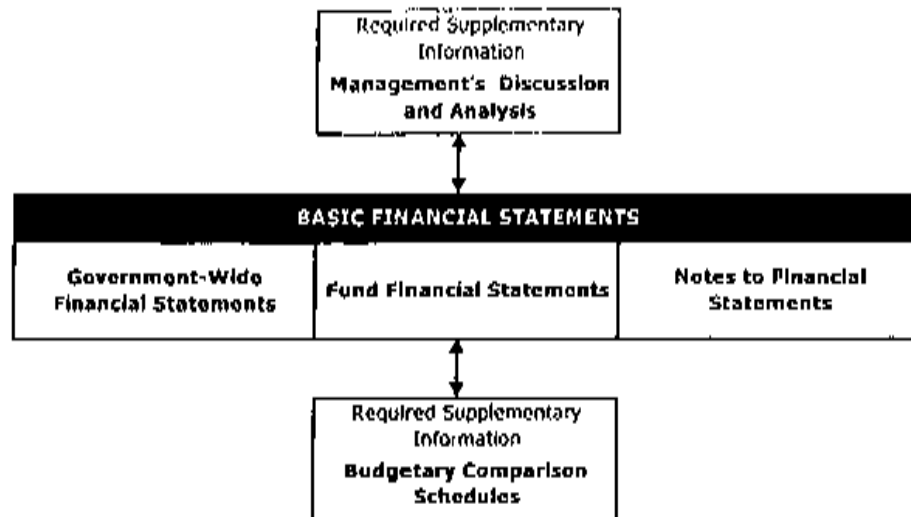 Required Supplementary
Information
Management's Discussion
and Analysis
BASIC FINANCIAL STATEMENTS
Government-Wide
Financial Statements
Fund Financial Statements
Notes to Financial
Statements
Required Supplementary
Information
Budgetary Comparison
Schedules